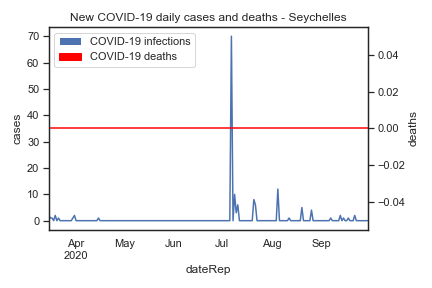 New COVID-19 daily cases and deaths - Seychelles
COVID-19 infections
COVID-19 deaths
70
60
50
40
30
20
10
0
cases
0.04
0.02
0.00
−0.02
−0.04
deaths
Apr May Jun Jul Aug Sep
2020
dateRep